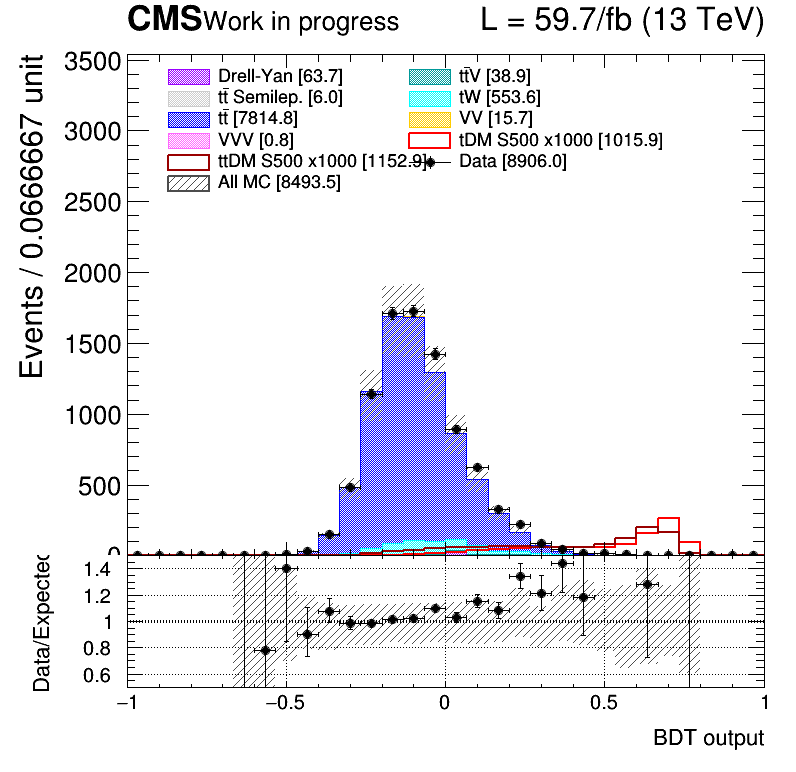 CMS Work in progress L = 59.7/fb (13 TeV)
Events / 0.0666667 unit
3500
3000
2500
2000
1500
1000
500
0
Drell-Yan [63.7] tt̄V [38.9]
tt̄ Semilep. [6.0] tW [553.6]
tt̄ [7814.8] VV [15.7]
VVV [0.8] tDM S500 x1000 [1015.9]
ttDM S500 x1000 [1152.9] Data [8906.0]
All MC [8493.5]
Data/Expected
1.4
1.2
1
0.8
0.6
−1 −0.5 0 0.5 1
BDT output